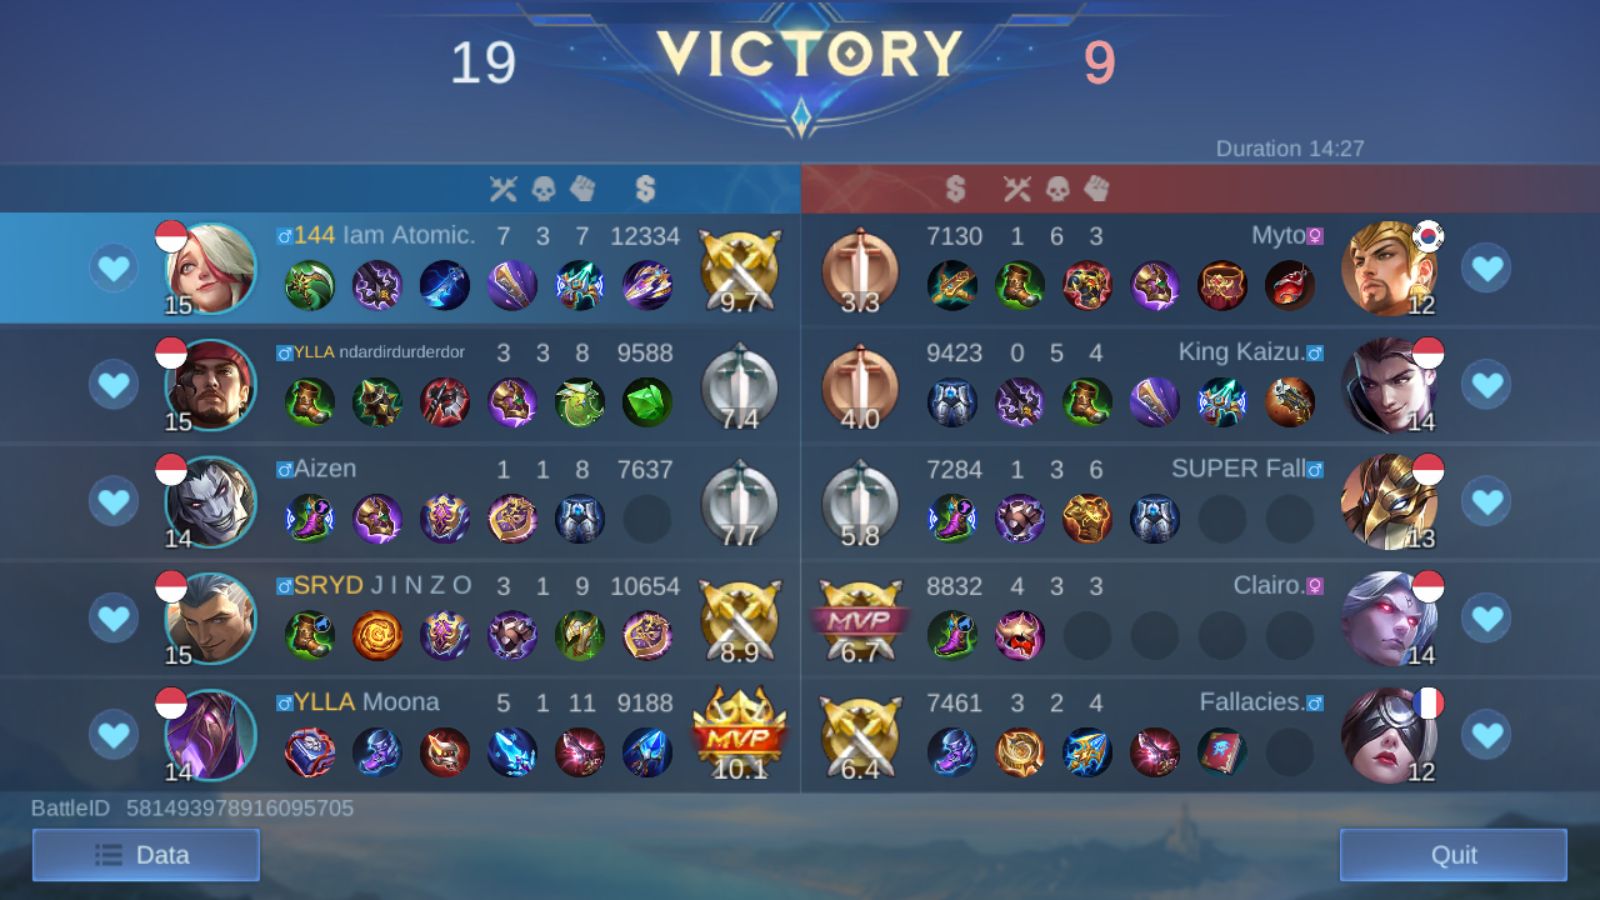 19 VICTORY 9
Duration 14:27
15 144 Iam Atomic. 7 3 7 12334 9.7
3.3 7130 1 6 3 Myto 12
15 YLLA ndardirdurderdor 3 3 8 9588 7.4
4.0 9423 0 5 4 King Kaizu. 14
14 Aizen 1 1 8 7637 7.7
5.8 7284 1 3 6 SUPER Fall 13
15 SRYD J I N Z O 3 1 9 10654 8.9
MVP 6.7 8832 4 3 3 Clairo. 14
14 YLLA Moona 5 1 11 9188 MVP 10.1
6.4 7461 3 2 4 Fallacies. 12
BattleID 581493978916095705
Data
Quit